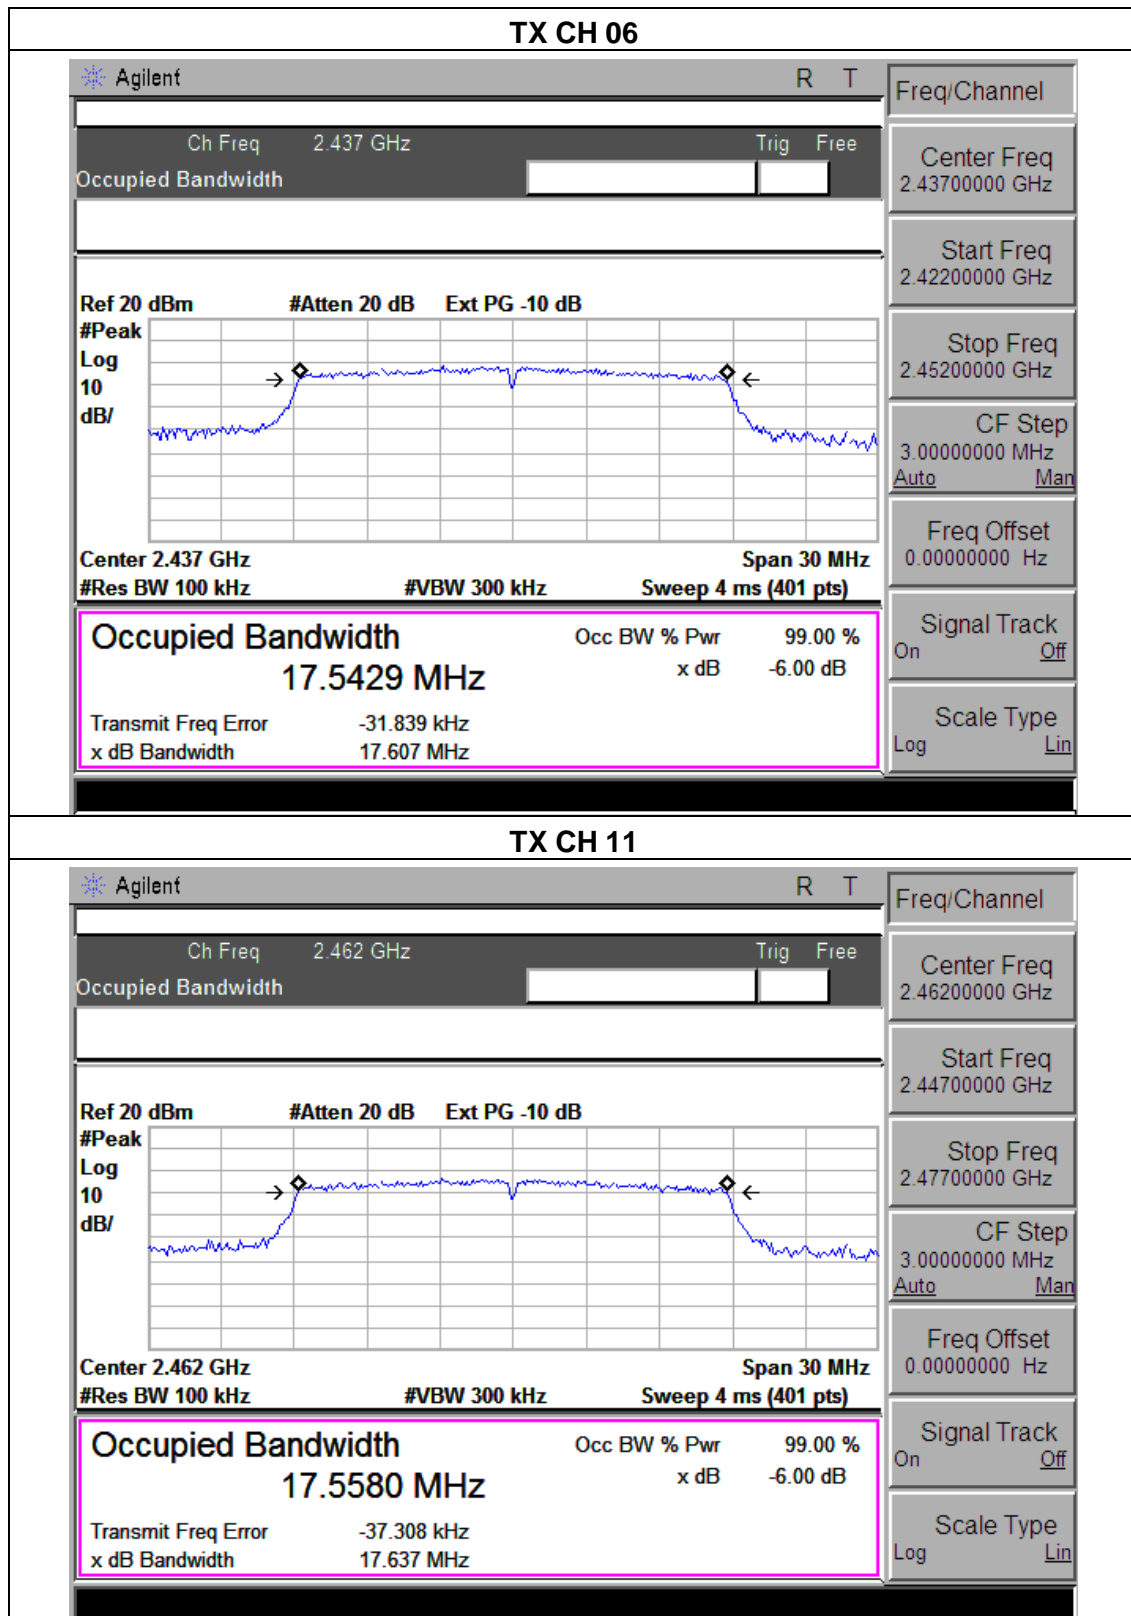 TX CH 06
Agilent R T
Freq/Channel
Ch Freq 2.437 GHz Trig Free
Occupied Bandwidth
Center Freq
2.43700000 GHz
Start Freq
2.42200000 GHz
Ref 20 dBm #Atten 20 dB Ext PG -10 dB
#Peak
Log
10
dB/
Stop Freq
2.45200000 GHz
CF Step
3.00000000 MHz
Auto Man
Freq Offset
0.00000000 Hz
Center 2.437 GHz Span 30 MHz
#Res BW 100 kHz #VBW 300 kHz Sweep 4 ms (401 pts)
Occupied Bandwidth Occ BW % Pwr 99.00 %
17.5429 MHz x dB -6.00 dB
Transmit Freq Error -31.839 kHz
x dB Bandwidth 17.607 MHz
Signal Track
On Off
Scale Type
Log Lin
TX CH 11
Agilent R T
Freq/Channel
Ch Freq 2.462 GHz Trig Free
Occupied Bandwidth
Center Freq
2.46200000 GHz
Start Freq
2.44700000 GHz
Ref 20 dBm #Atten 20 dB Ext PG -10 dB
#Peak
Log
10
dB/
Stop Freq
2.47700000 GHz
CF Step
3.00000000 MHz
Auto Man
Freq Offset
0.00000000 Hz
Center 2.462 GHz Span 30 MHz
#Res BW 100 kHz #VBW 300 kHz Sweep 4 ms (401 pts)
Occupied Bandwidth Occ BW % Pwr 99.00 %
17.5580 MHz x dB -6.00 dB
Transmit Freq Error -37.308 kHz
x dB Bandwidth 17.637 MHz
Signal Track
On Off
Scale Type
Log Lin